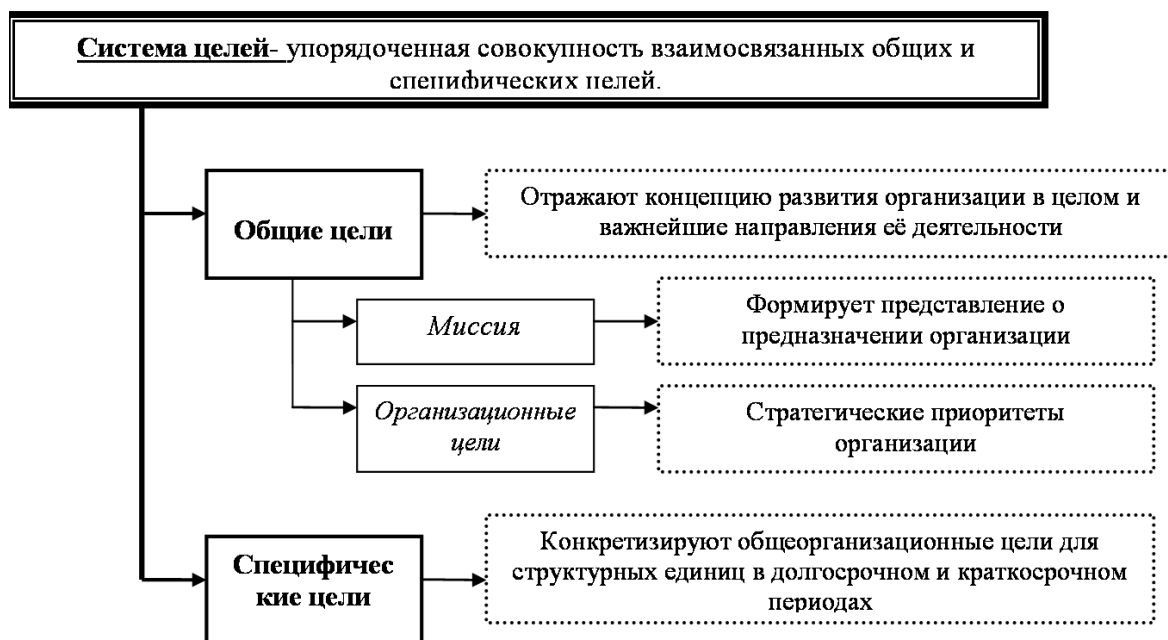 Система целей- упорядоченная совокупность взаимосвязанных общих и
специфических целей.
Общие цели
Отражают концепцию развития организации в целом и
важнейшие направления её деятельности
Миссия
Формирует представление о
предназначении организации
Организационные
цели
Стратегические приоритеты
организации
Специфичес
кие цели
Конкретизируют общеорганизационные цели для
структурных единиц в долгосрочном и краткосрочном
периодах